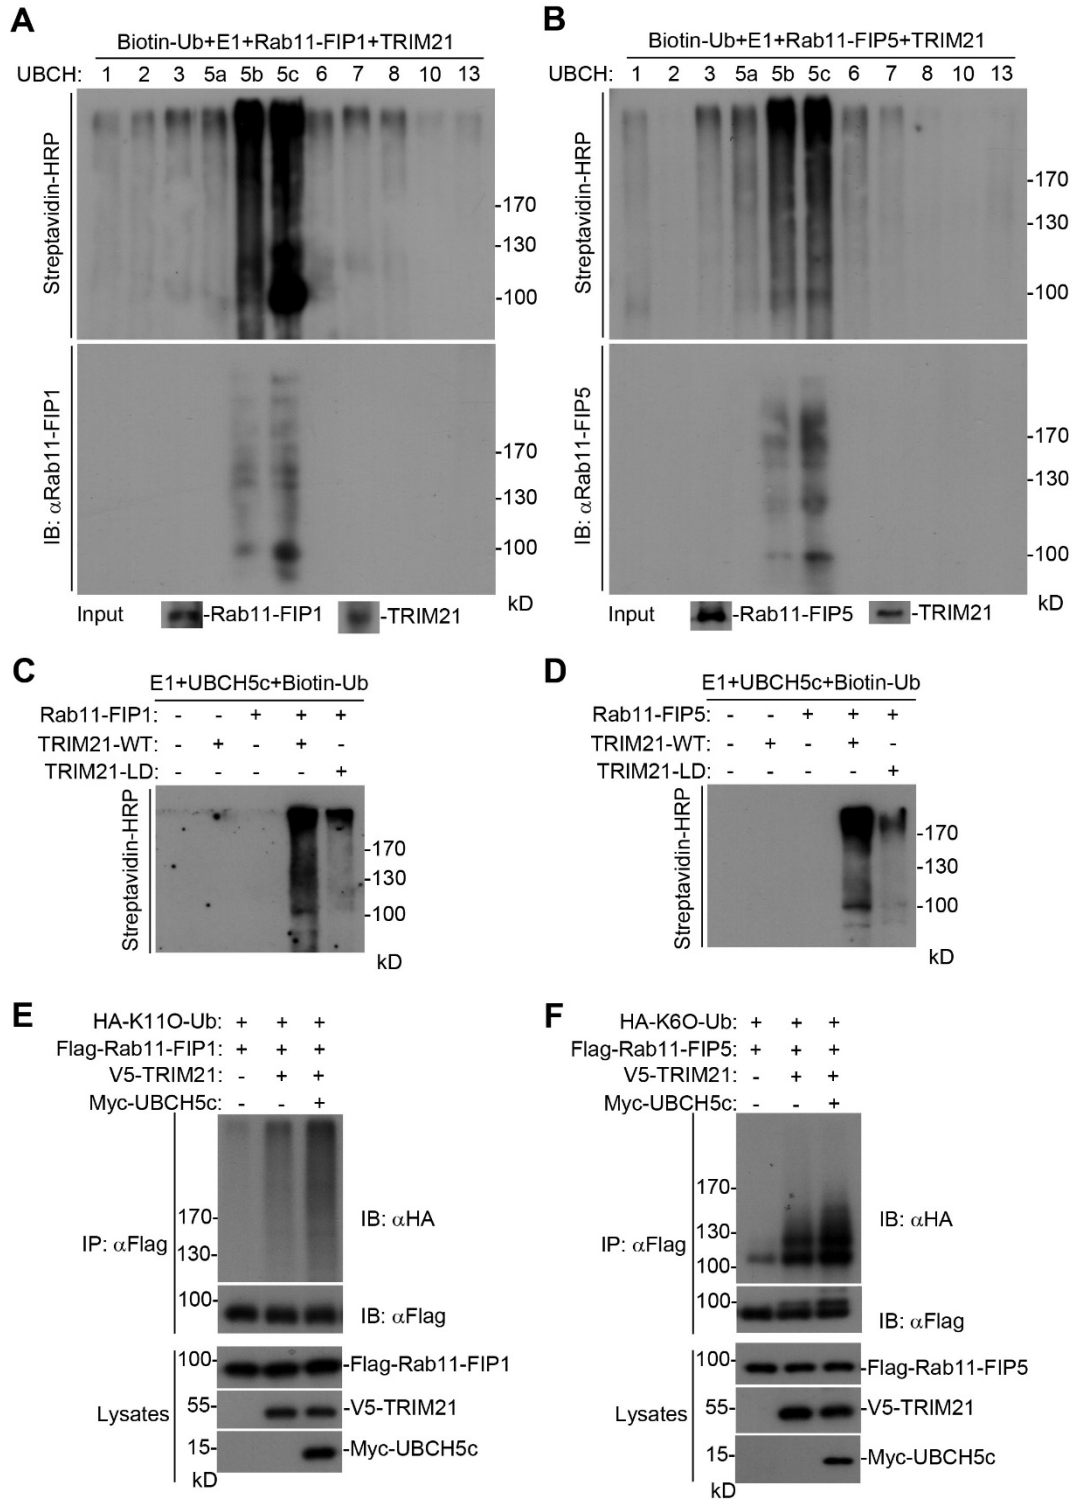 A
Biotin-Ub+E1+Rab11-FIP1+TRIM21
UBCH: 1 2 3 5a 5b 5c 6 7 8 10 13
Streptavidin-HRP
-170
-130
-100
IB: αRab11-FIP1
-170
-130
-100
kD
Input -Rab11-FIP1 -TRIM21
B
Biotin-Ub+E1+Rab11-FIP5+TRIM21
UBCH: 1 2 3 5a 5b 5c 6 7 8 10 13
Streptavidin-HRP
-170
-130
-100
IB: αRab11-FIP5
-170
-130
-100
kD
Input -Rab11-FIP5 -TRIM21
C
E1+UBCH5c+Biotin-Ub
Rab11-FIP1: - - + + +
TRIM21-WT: - + - + -
TRIM21-LD: - - - - +
Streptavidin-HRP
-170
-130
-100
kD
D
E1+UBCH5c+Biotin-Ub
Rab11-FIP5: - - + + +
TRIM21-WT: - + - + -
TRIM21-LD: - - - - +
Streptavidin-HRP
-170
-130
-100
kD
E
HA-K11O-Ub: + + +
Flag-Rab11-FIP1: + + +
V5-TRIM21: - + +
Myc-UBCH5c: - - +
IP: αFlag
170-
130-
IB: αHA
100-
IB: αFlag
Lysates
100- -Flag-Rab11-FIP1
55- -V5-TRIM21
15- -Myc-UBCH5c
kD
F
HA-K6O-Ub: + + +
Flag-Rab11-FIP5: + + +
V5-TRIM21: - + +
Myc-UBCH5c: - - +
IP: αFlag
170-
130-
100-
IB: αHA
100-
IB: αFlag
Lysates
100- -Flag-Rab11-FIP5
55- -V5-TRIM21
15- -Myc-UBCH5c
kD